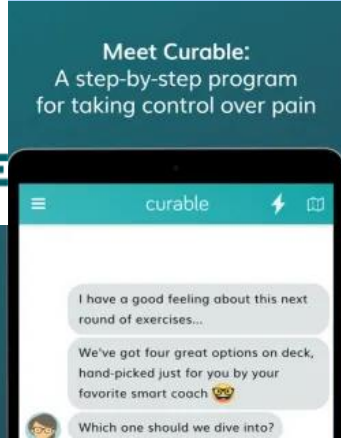 Meet Curable:
A step-by-step program
for taking control over pain
curable
I have a good feeling about this next
round of exercises...
We've got four great options on deck,
hand-picked just for you by your
favorite smart coach 🤓
Which one should we dive into?